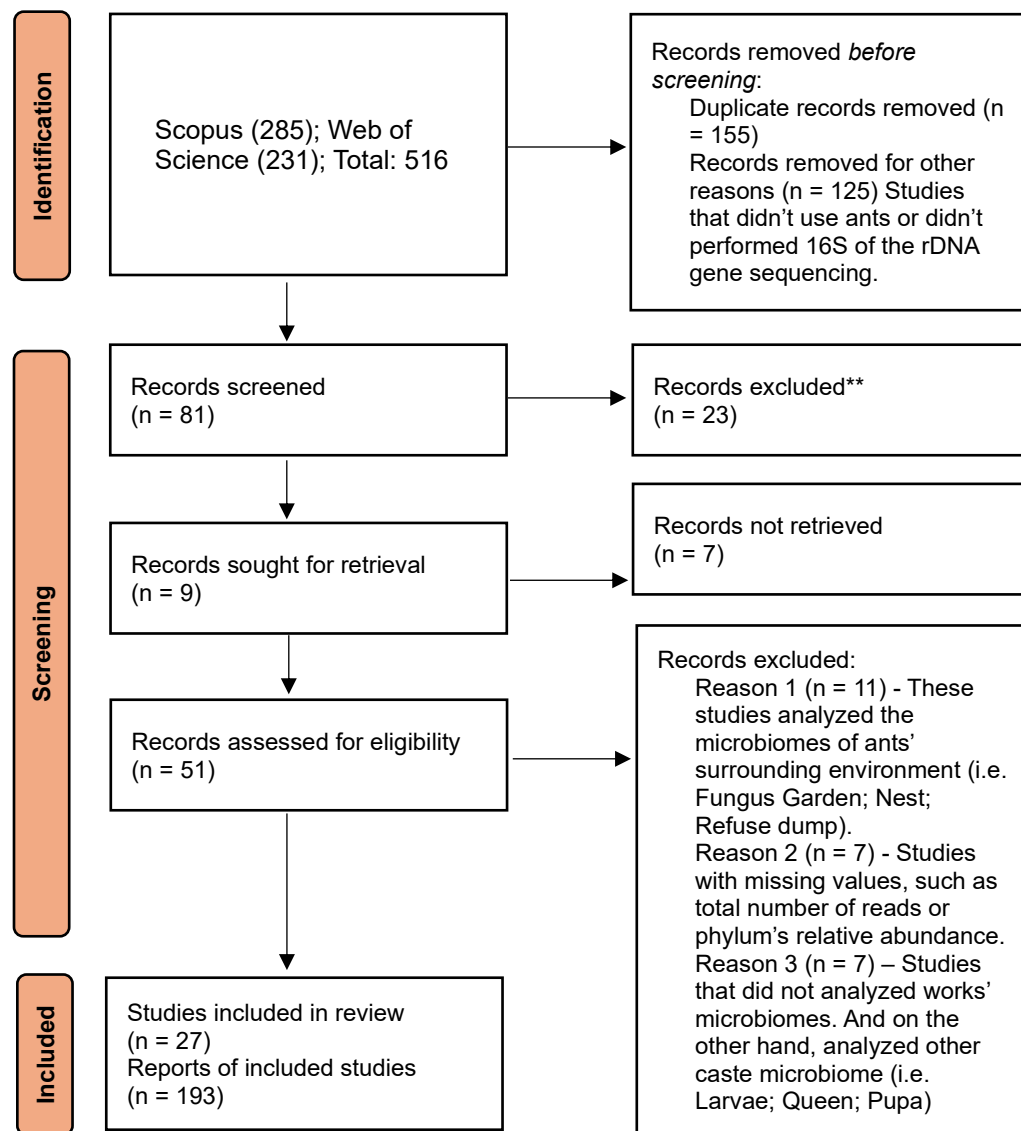 Identification
Scopus (285); Web of
Science (231); Total: 516
Records removed before
screening:
Duplicate records removed (n
= 155)
Records removed for other
reasons (n = 125) Studies
that didn’t use ants or didn’t
performed 16S of the rDNA
gene sequencing.
Screening
Records screened
(n = 81)
Records excluded**
(n = 23)
Records sought for retrieval
(n = 9)
Records not retrieved
(n = 7)
Records assessed for eligibility
(n = 51)
Records excluded:
Reason 1 (n = 11) - These
studies analyzed the
microbiomes of ants’
surrounding environment (i.e.
Fungus Garden; Nest;
Refuse dump).
Reason 2 (n = 7) - Studies
with missing values, such as
total number of reads or
phylum’s relative abundance.
Reason 3 (n = 7) – Studies
that did not analyzed works’
microbiomes. And on the
other hand, analyzed other
caste microbiome (i.e.
Larvae; Queen; Pupa)
Included
Studies included in review
(n = 27)
Reports of included studies
(n = 193)